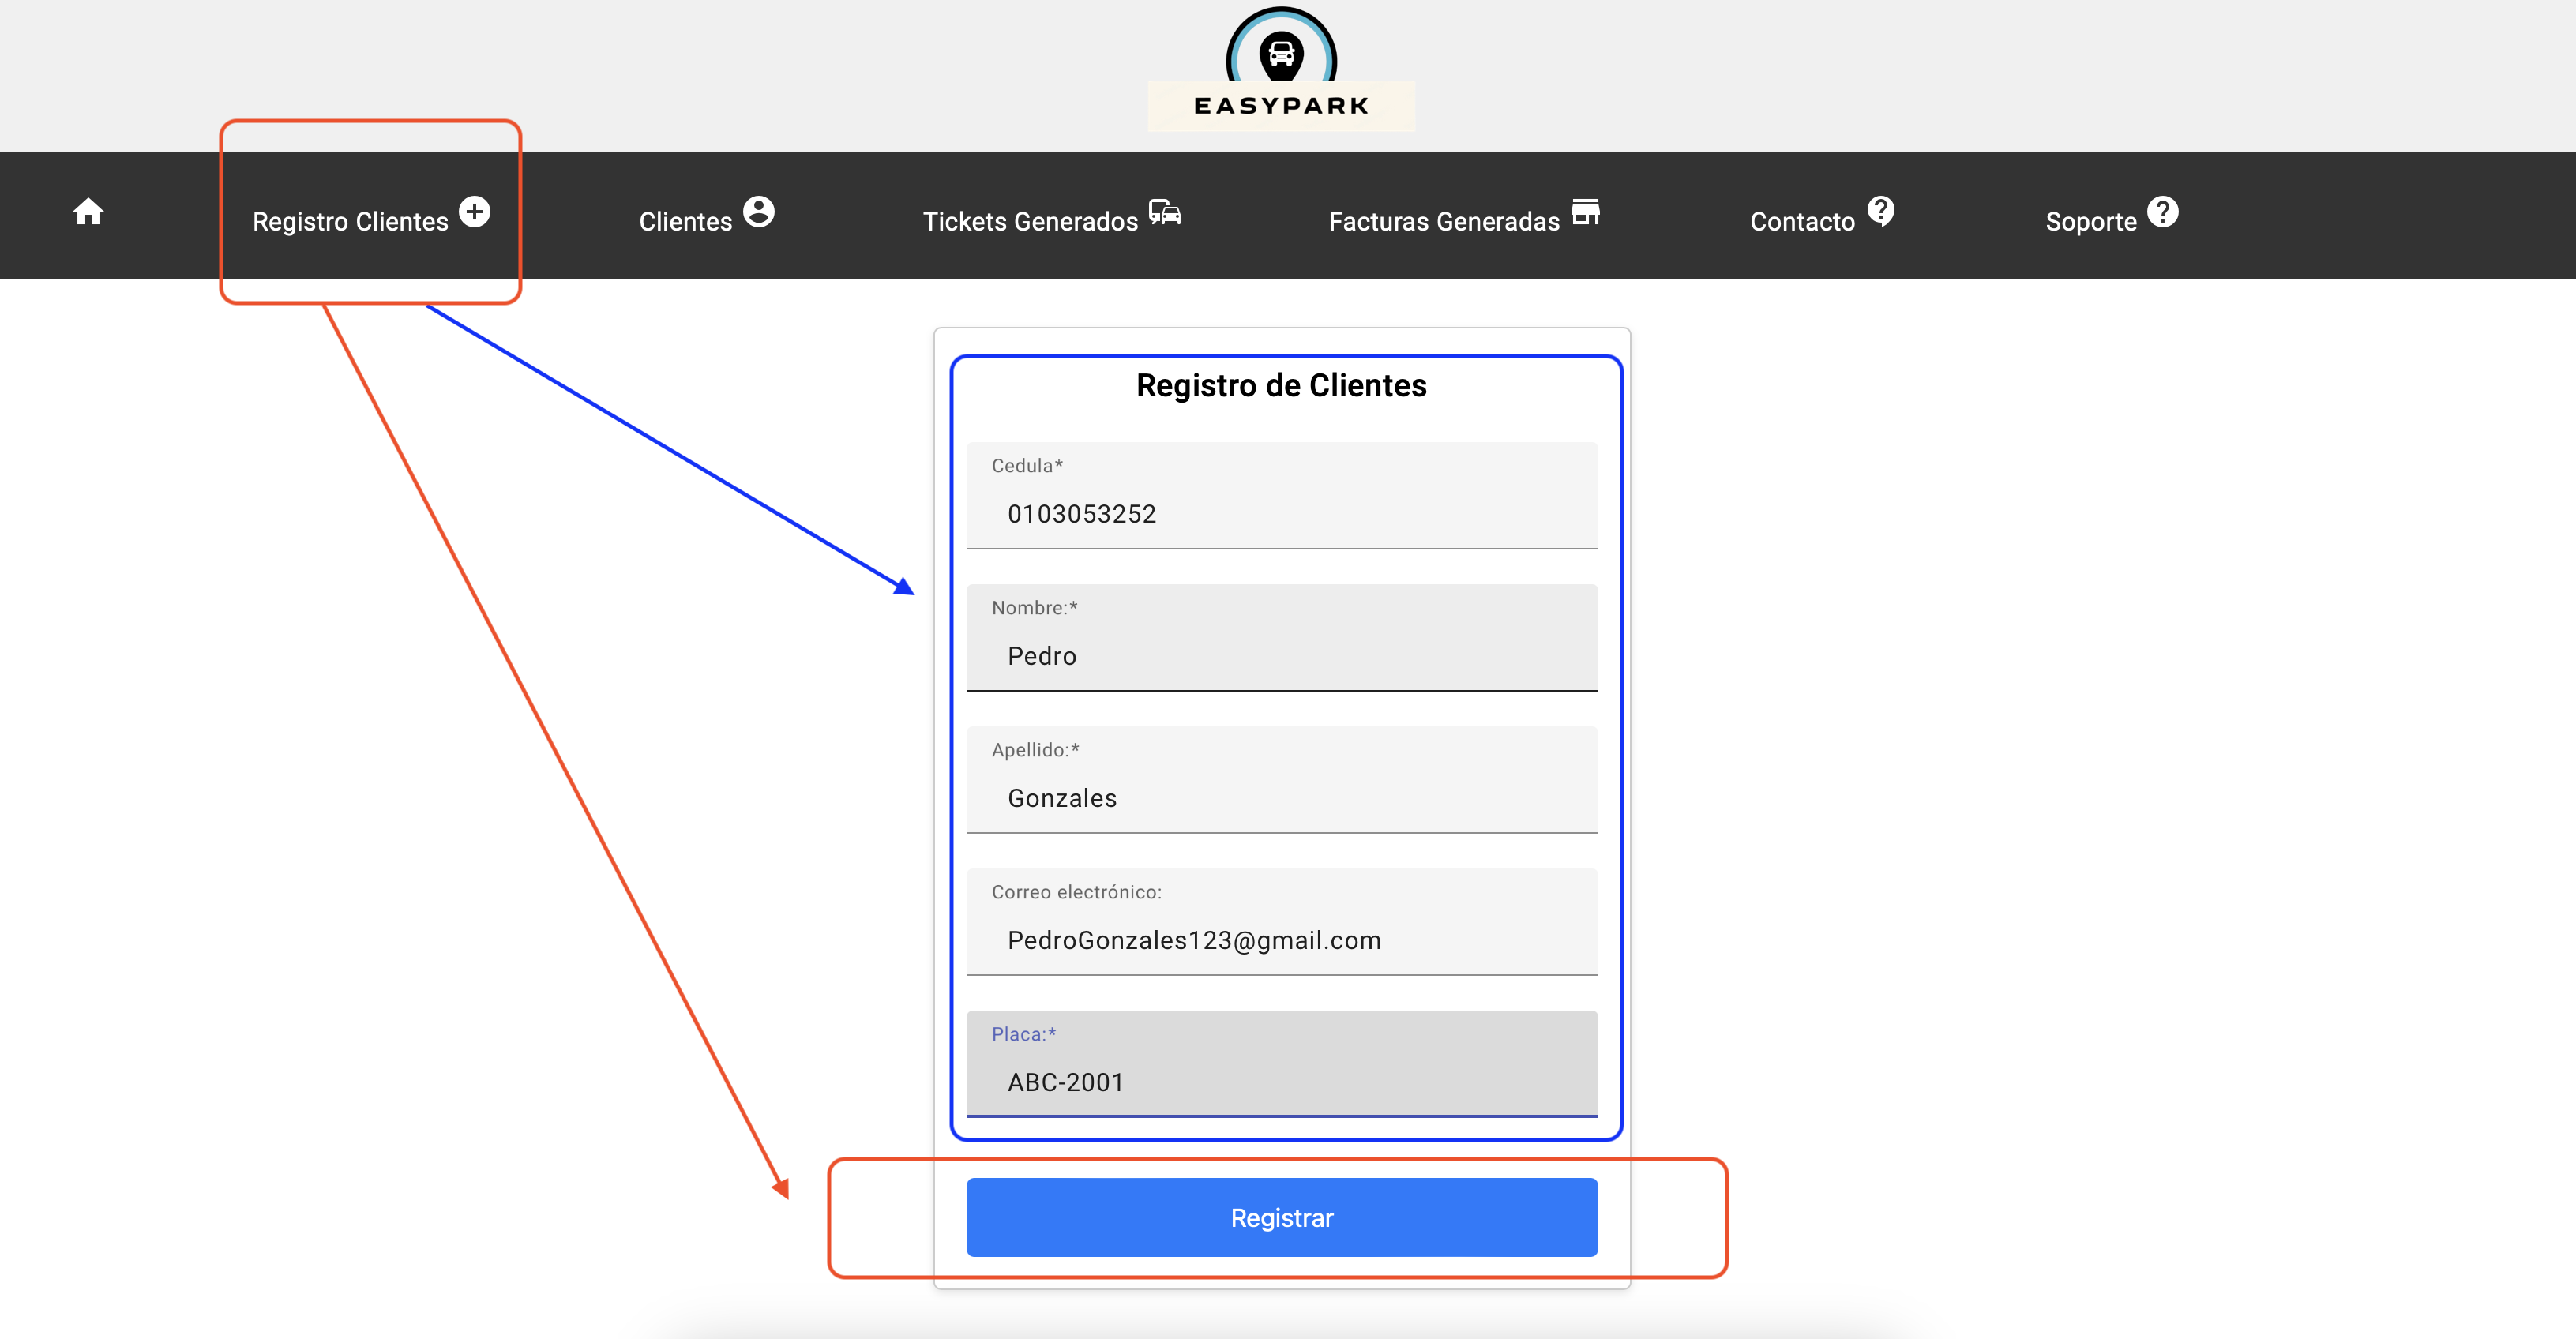 EASYPARK
Registro Clientes
Clientes
Tickets Generados
Facturas Generadas
Contacto
Soporte
Registro de Clientes
Cedula*
0103053252
Nombre:*
Pedro
Apellido:*
Gonzales
Correo electrónico:
PedroGonzales123@gmail.com
Placa:*
ABC-2001
Registrar